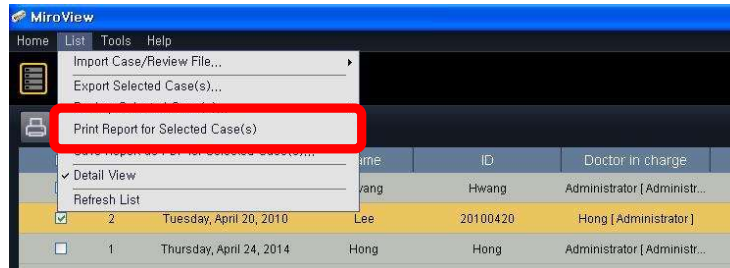 MiroView
Home List Tools Help
Import Case/Review File...
Export Selected Case(s)...
Print Report for Selected Case(s)
Detail View
Refresh List
ID Doctor in charge
Hwang Administrator [ Administr...
2 Tuesday, April 20, 2010 Lee 20100420 Hong [ Administrator ]
1 Thursday, April 24, 2014 Hong Hong Administrator [ Administr...